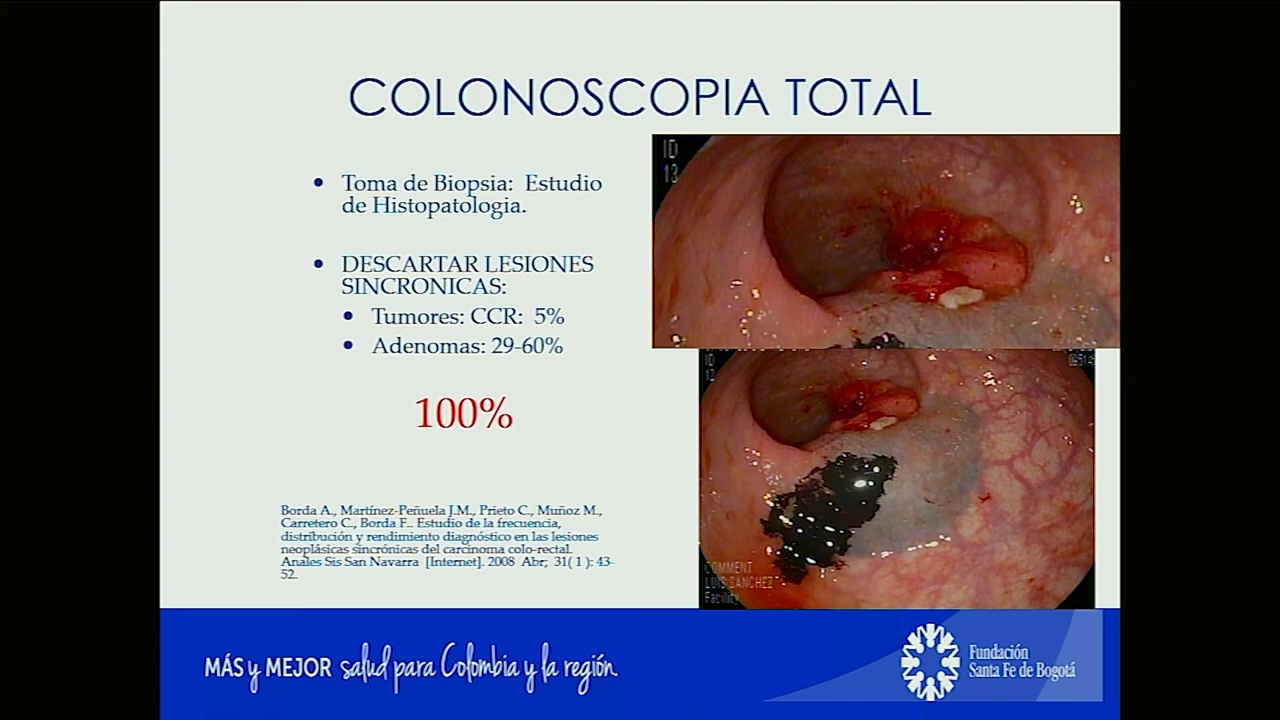 COLONOSCOPIA TOTAL
• Toma de Biopsia: Estudio
de Histopatologia.
• DESCARTAR LESIONES
SINCRONICAS:
• Tumores: CCR: 5%
• Adenomas: 29-60%
100%
Borda A., Martínez-Peñuela J.M., Prieto C., Muñoz M.,
Carretero C., Borda F.. Estudio de la frecuencia,
distribución y rendimiento diagnóstico en las lesiones
neoplásicas sincrónicas del carcinoma colo-rectal.
Anales Sis San Navarra [Internet]. 2008 Abr; 31( 1 ): 43-
52.
ID
13
ID
12
COMMENT
LUIS SANCHEZ
Facility
MÁS y MEJOR salud para Colombia y la región.
Fundación
Santa Fe de Bogotá